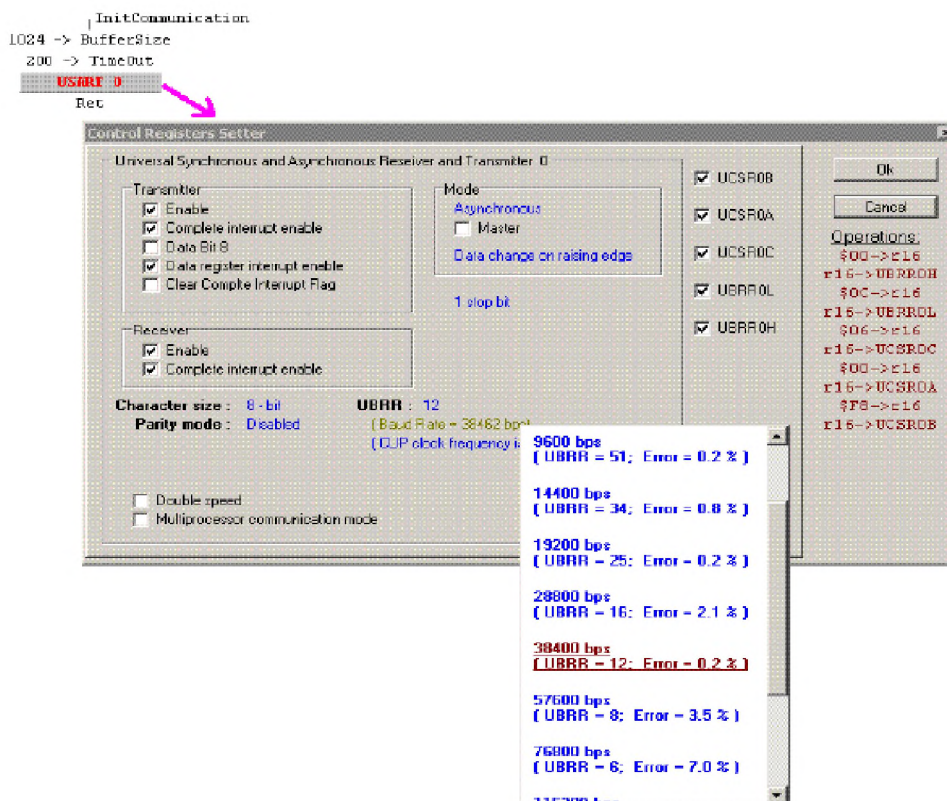 InitCommunication
1024 -> BufferSize
200 -> TimeOut
USART 0
Ret
Control Registers Setter
Universal Synchronous and Asynchronous Reseiver and Transmitter 0
Transmitter
Enable
Complete interrupt enable
Data Bit 8
Data register interrupt enable
Clear Complte Interrupt Flag
Receiver
Enable
Complete interrupt enable
Mode
Asynchronous
Master
Data change on raising edge
1 stop bit
Character size : 8 - bit
Parity mode : Disabled
UBRR : 12
( Baud Rate = 38462 bps)
( CUP clock frequency is
Double speed
Multiprocessor communication mode
UCSR0B
UCSR0A
UCSR0C
UBRR0L
UBRR0H
Ok
Cancel
Operations:
$00->r16
r16->UBRR0H
$0C->r16
r16->UBRR0L
$06->r16
r16->UCSR0C
$00->r16
r16->UCSR0A
$F8->r16
r16->UCSR0B
9600 bps
( UBRR = 51; Error = 0.2 % )
14400 bps
( UBRR = 34; Error = 0.8 % )
19200 bps
( UBRR = 25; Error = 0.2 % )
28800 bps
( UBRR = 16; Error = 2.1 % )
38400 bps
( UBRR = 12; Error = 0.2 % )
57600 bps
( UBRR = 8; Error = 3.5 % )
76800 bps
( UBRR = 6; Error = 7.0 % )